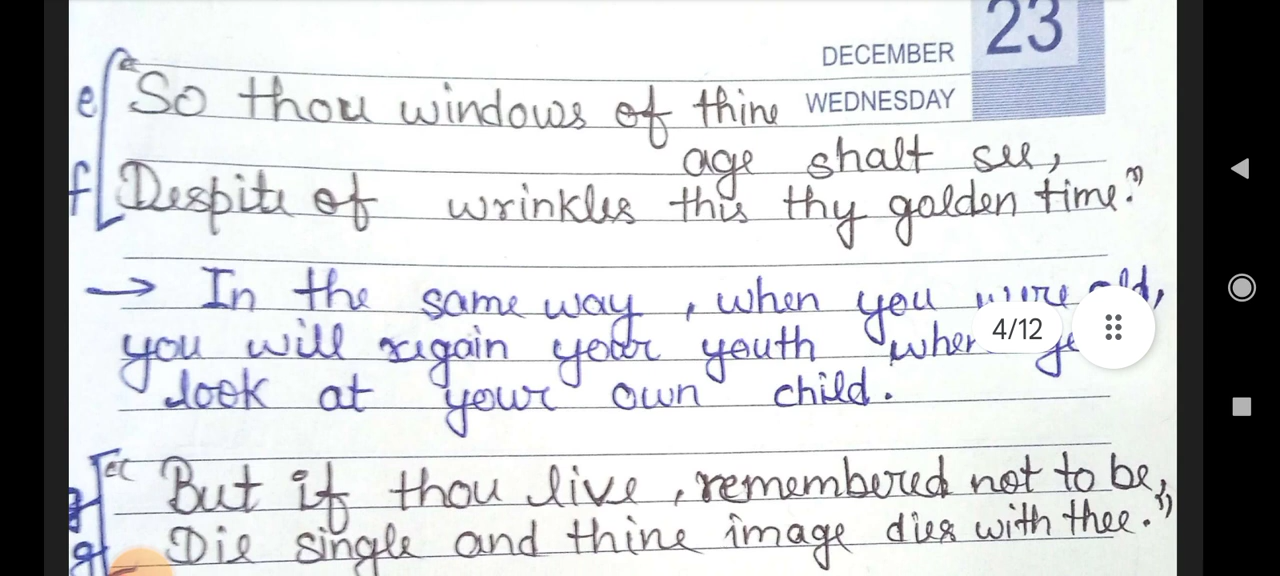 23
DECEMBER
WEDNESDAY
e "So thou windows of thine
age shalt see,
f Despite of wrinkles this thy golden time."
→ In the same way, when you
you will regain your youth when
look at your own child.
4/12
"But if thou live, remembered not to be,
g Die single and thine image dies with thee."